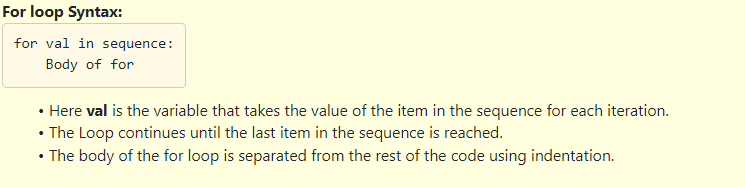 For loop Syntax:
for val in sequence:
    Body of for
• Here val is the variable that takes the value of the item in the sequence for each iteration.
• The Loop continues until the last item in the sequence is reached.
• The body of the for loop is separated from the rest of the code using indentation.